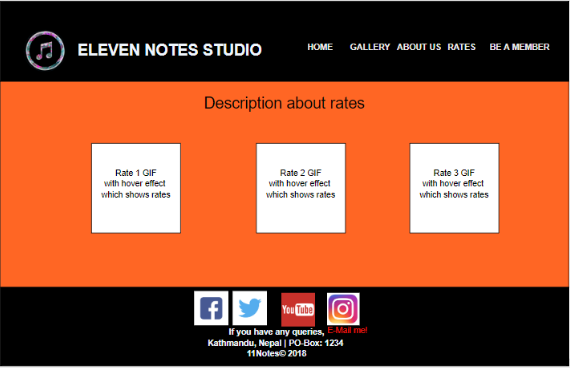 ELEVEN NOTES STUDIO
HOME GALLERY ABOUT US RATES BE A MEMBER
Description about rates
Rate 1 GIF
with hover effect
which shows rates
Rate 2 GIF
with hover effect
which shows rates
Rate 3 GIF
with hover effect
which shows rates
You Tube
If you have any queries, E-Mail me!
Kathmandu, Nepal | PO-Box: 1234
11Notes© 2018